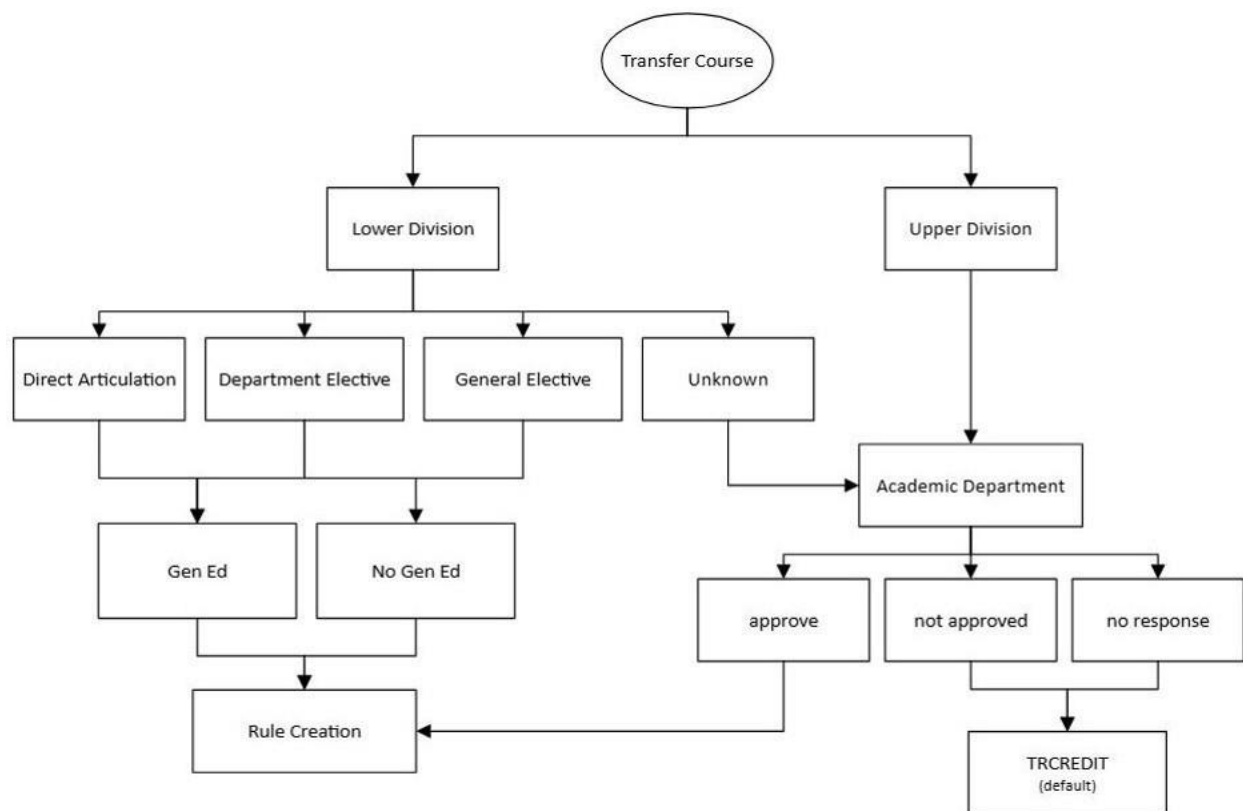 Transfer Course
Lower Division
Upper Division
Direct Articulation
Department Elective
General Elective
Unknown
Academic Department
Gen Ed
No Gen Ed
approve
not approved
no response
Rule Creation
TRCREDIT
(default)